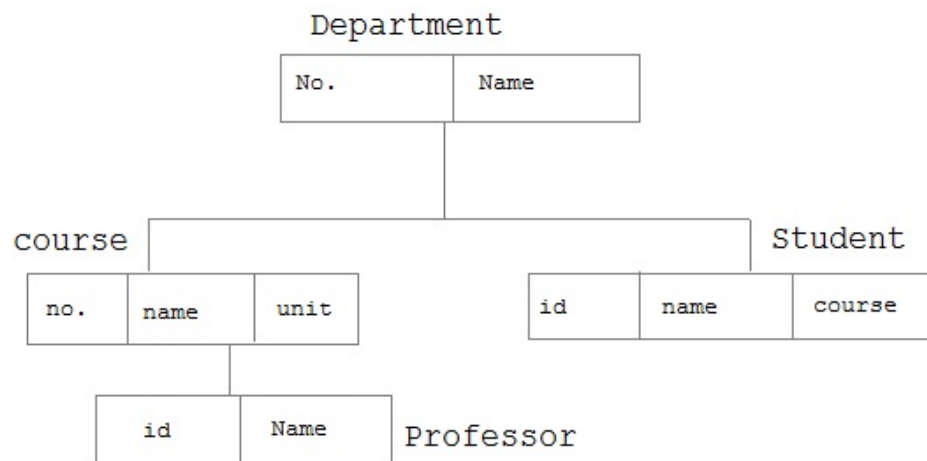 Department
No. Name
course
Student
no. name unit
id name course
id Name
Professor